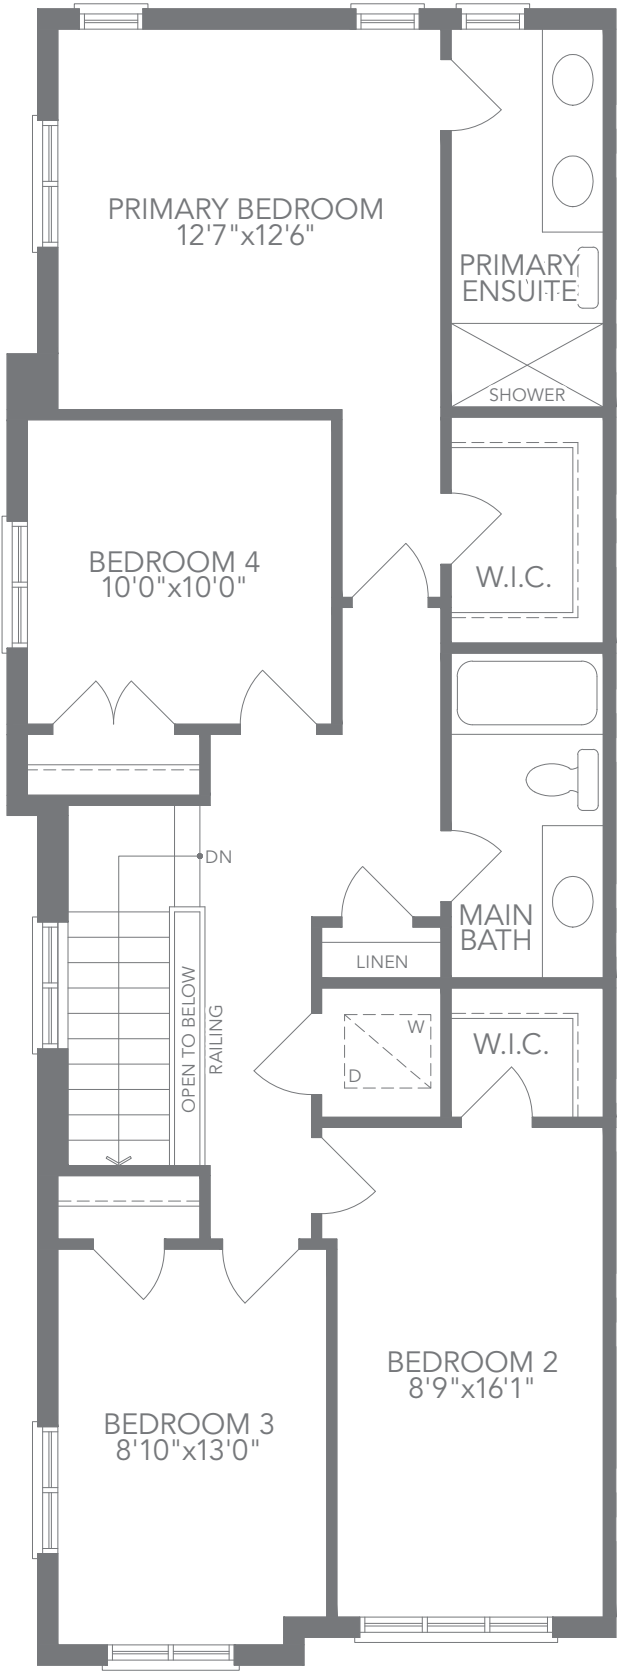 PRIMARY BEDROOM
12'7"x12'6"
PRIMARY
ENSUITE
SHOWER
BEDROOM 4
10'0"x10'0"
W.I.C.
DN
MAIN
BATH
LINEN
OPEN TO BELOW
RAILING
W
D
W.I.C.
BEDROOM 2
8'9"x16'1"
BEDROOM 3
8'10"x13'0"